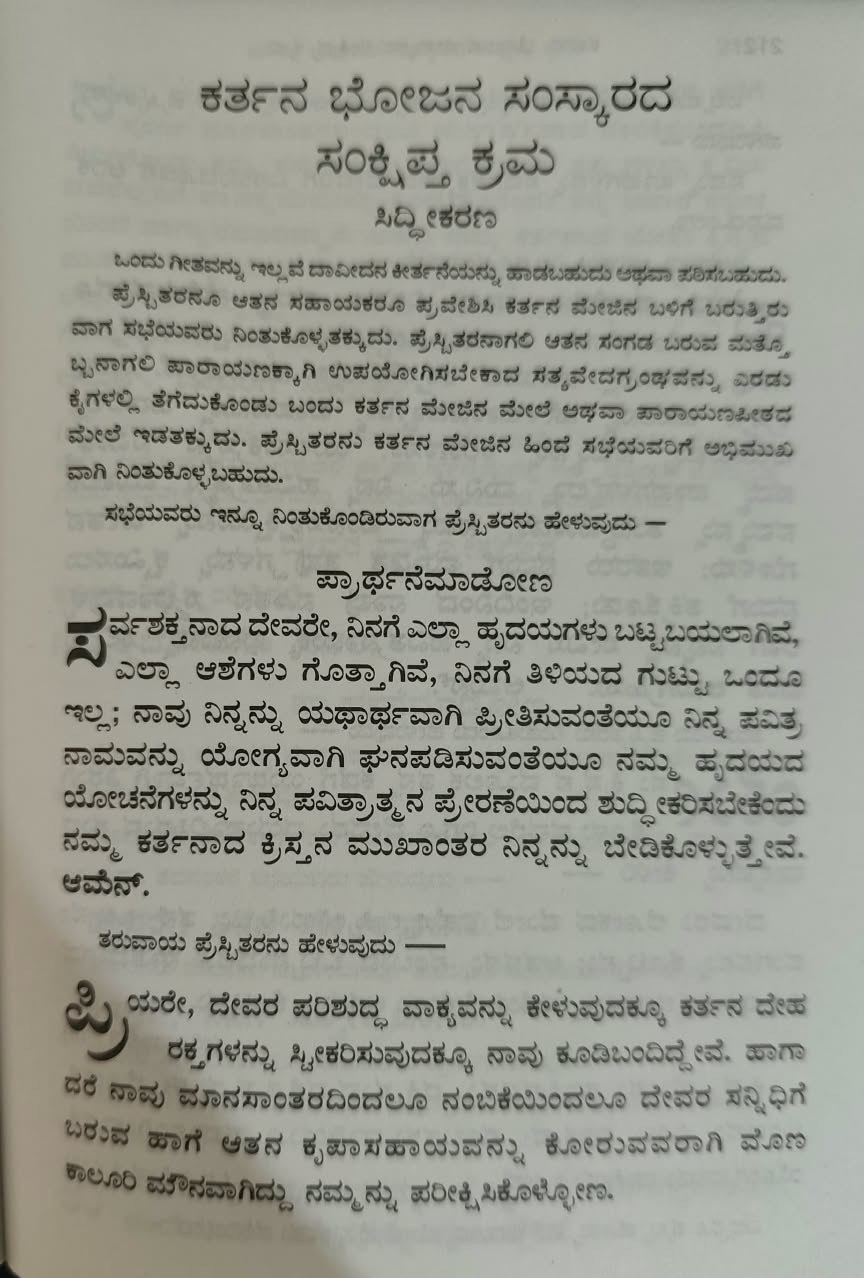 ಕರ್ತನ ಭೋಜನ ಸಂಸ್ಕಾರದ
ಸಂಕ್ಷಿಪ್ತ ಕ್ರಮ
ಸಿದ್ಧೀಕರಣ
ಒಂದು ಗೀತವನ್ನು ಇಲ್ಲವೆ ದಾವೀದನ ಕೀರ್ತನೆಯನ್ನು ಹಾಡಬಹುದು ಅಥವಾ ಪಠಿಸಬಹುದು.
ಪ್ರೆಸ್ಬಿತರನೂ ಆತನ ಸಹಾಯಕರೂ ಪ್ರವೇಶಿಸಿ ಕರ್ತನ ಮೇಜಿನ ಬಳಿಗೆ ಬರುತ್ತಿರು
ವಾಗ ಸಭೆಯವರು ನಿಂತುಕೊಳ್ಳತಕ್ಕುದು. ಪ್ರೆಸ್ಬಿತರನಾಗಲಿ ಆತನ ಸಂಗಡ ಬರುವ ಮತ್ತೊ
ಬ್ಬನಾಗಲಿ ಪಾರಾಯಣಕ್ಕಾಗಿ ಉಪಯೋಗಿಸಬೇಕಾದ ಸತ್ಯವೇದಗ್ರಂಥವನ್ನು ಎರಡು
ಕೈಗಳಲ್ಲಿ ತೆಗೆದುಕೊಂಡು ಬಂದು ಕರ್ತನ ಮೇಜಿನ ಮೇಲೆ ಅಥವಾ ಪಾರಾಯಣಪೀಠದ
ಮೇಲೆ ಇಡತಕ್ಕುದು. ಪ್ರೆಸ್ಬಿತರನು ಕರ್ತನ ಮೇಜಿನ ಹಿಂದೆ ಸಭೆಯವರಿಗೆ ಅಭಿಮುಖ
ವಾಗಿ ನಿಂತುಕೊಳ್ಳಬಹುದು.
ಸಭೆಯವರು ಇನ್ನೂ ನಿಂತುಕೊಂಡಿರುವಾಗ ಪ್ರೆಸ್ಬಿತರನು ಹೇಳುವುದು —
ಪ್ರಾರ್ಥನೆಮಾಡೋಣ
ಸರ್ವಶಕ್ತನಾದ ದೇವರೇ, ನಿನಗೆ ಎಲ್ಲಾ ಹೃದಯಗಳು ಬಟ್ಟಬಯಲಾಗಿವೆ,
ಎಲ್ಲಾ ಆಶೆಗಳು ಗೊತ್ತಾಗಿವೆ, ನಿನಗೆ ತಿಳಿಯದ ಗುಟ್ಟು ಒಂದೂ
ಇಲ್ಲ; ನಾವು ನಿನ್ನನ್ನು ಯಥಾರ್ಥವಾಗಿ ಪ್ರೀತಿಸುವಂತೆಯೂ ನಿನ್ನ ಪವಿತ್ರ
ನಾಮವನ್ನು ಯೋಗ್ಯವಾಗಿ ಘನಪಡಿಸುವಂತೆಯೂ ನಮ್ಮ ಹೃದಯದ
ಯೋಚನೆಗಳನ್ನು ನಿನ್ನ ಪವಿತ್ರಾತ್ಮನ ಪ್ರೇರಣೆಯಿಂದ ಶುದ್ಧೀಕರಿಸಬೇಕೆಂದು
ನಮ್ಮ ಕರ್ತನಾದ ಕ್ರಿಸ್ತನ ಮುಖಾಂತರ ನಿನ್ನನ್ನು ಬೇಡಿಕೊಳ್ಳುತ್ತೇವೆ.
ಆಮೆನ್.
ತರುವಾಯ ಪ್ರೆಸ್ಬಿತರನು ಹೇಳುವುದು —
ಪ್ರಿಯರೇ, ದೇವರ ಪರಿಶುದ್ಧ ವಾಕ್ಯವನ್ನು ಕೇಳುವುದಕ್ಕೂ ಕರ್ತನ ದೇಹ
ರಕ್ತಗಳನ್ನು ಸ್ವೀಕರಿಸುವುದಕ್ಕೂ ನಾವು ಕೂಡಿಬಂದಿದ್ದೇವೆ. ಹಾಗಾ
ದರೆ ನಾವು ಮಾನಸಾಂತರದಿಂದಲೂ ನಂಬಿಕೆಯಿಂದಲೂ ದೇವರ ಸನ್ನಿಧಿಗೆ
ಬರುವ ಹಾಗೆ ಆತನ ಕೃಪಾಸಹಾಯವನ್ನು ಕೋರುವವರಾಗಿ ಮೊಣ
ಕಾಲೂರಿ ಮೌನವಾಗಿದ್ದು ನಮ್ಮನ್ನು ಪರೀಕ್ಷಿಸಿಕೊಳ್ಳೋಣ.